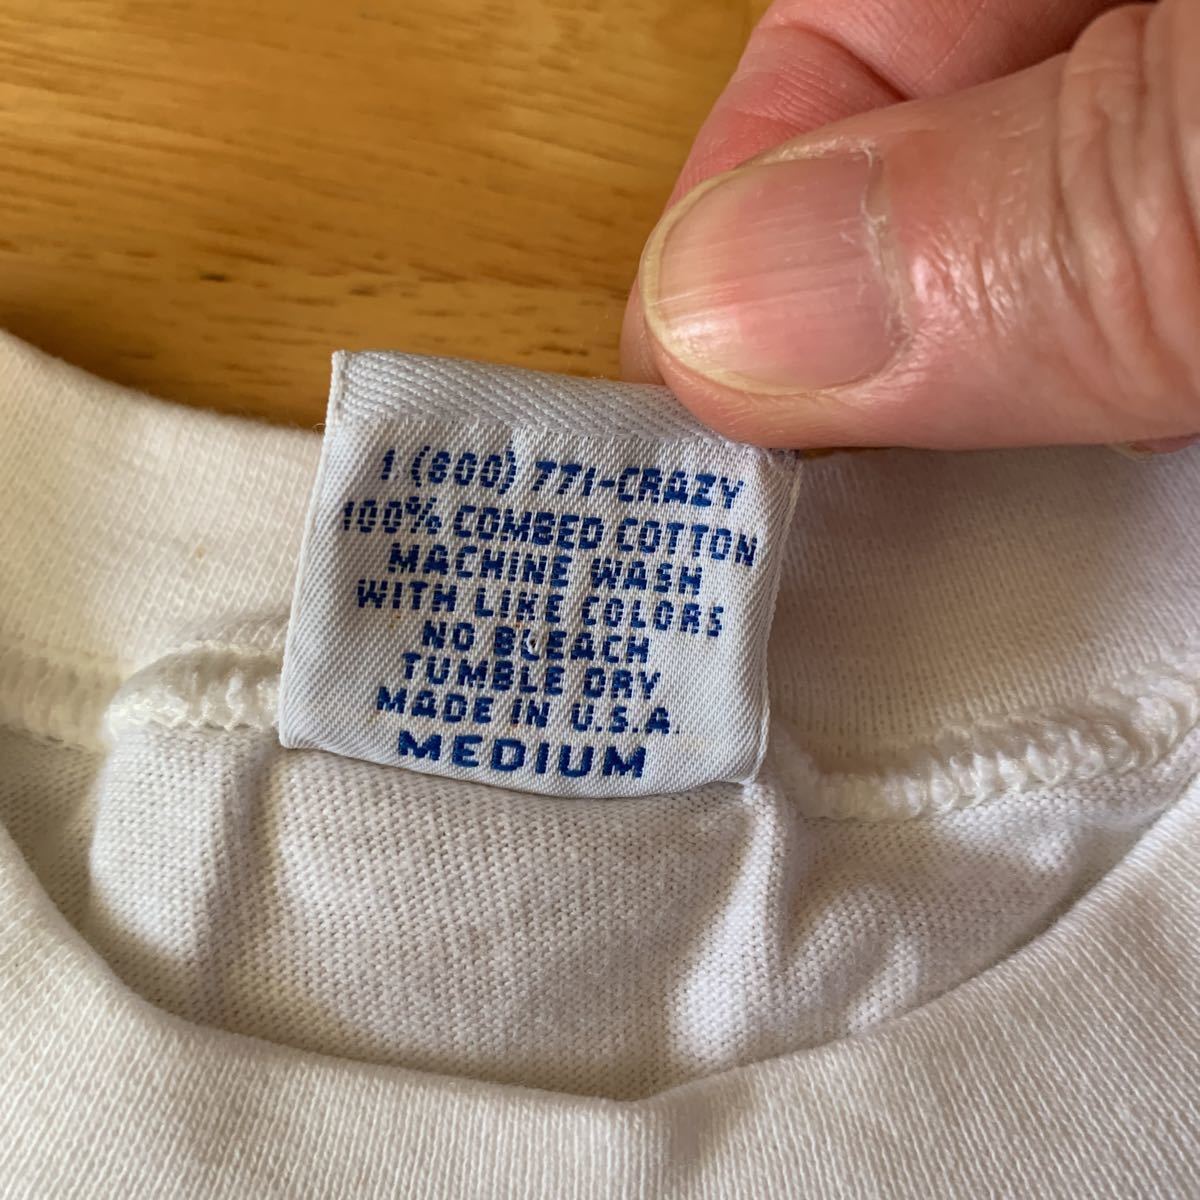 1 (800) 771-CRAZY
100% COMBED COTTON
MACHINE WASH
WITH LIKE COLORS
NO BLEACH
TUMBLE DRY
MADE IN U.S.A.
MEDIUM